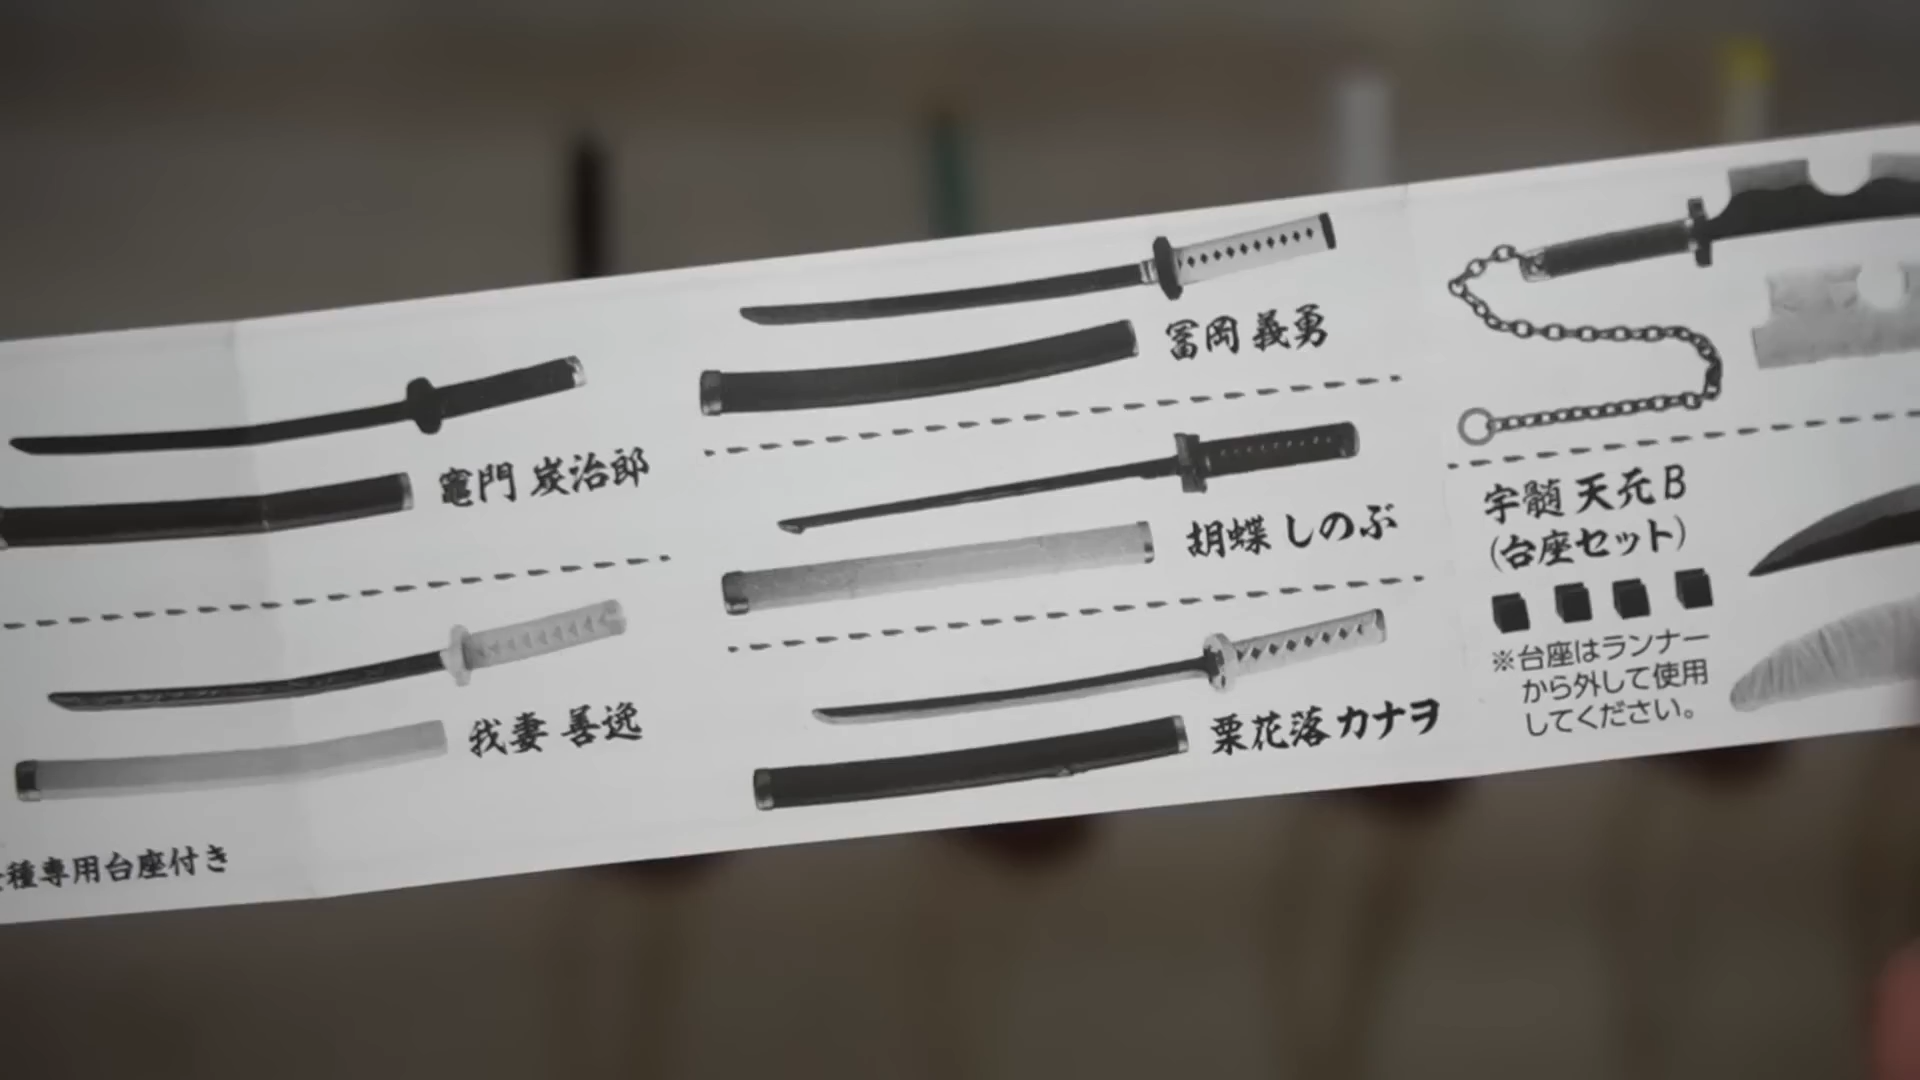 竈門 炭治郎
我妻 善逸
種専用台座付き
冨岡 義勇
胡蝶 しのぶ
栗花落 カナヲ
宇髄 天元 B
(台座セット)
※台座はランナー
から外して使用
してください。